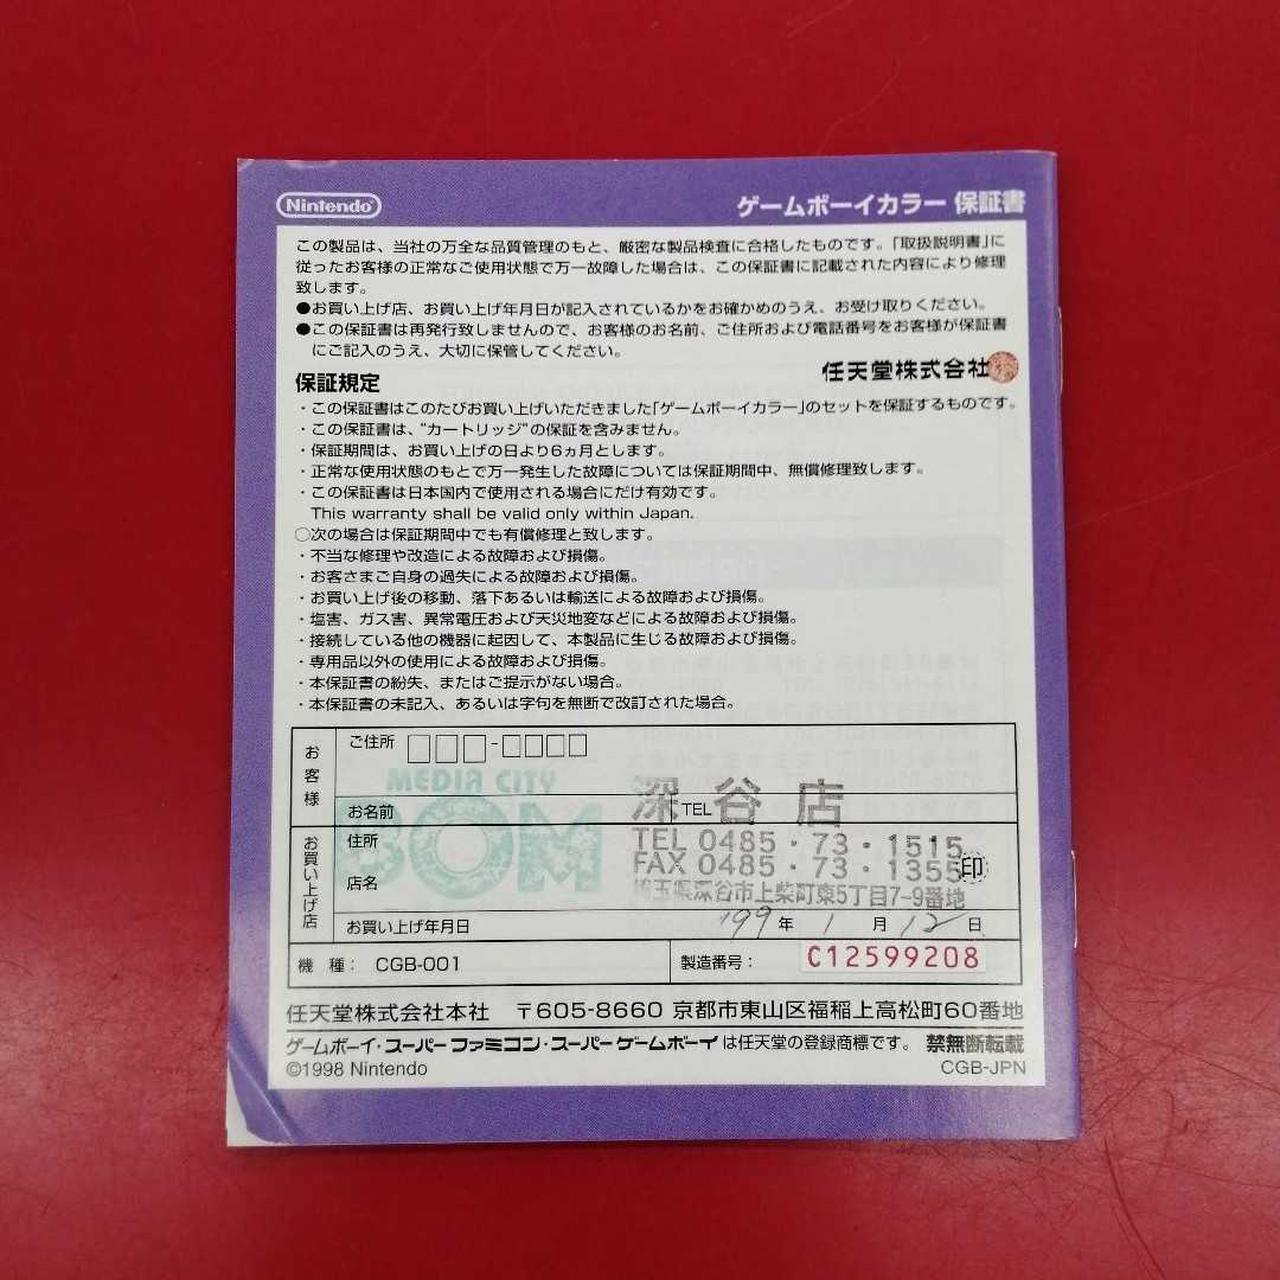 Nintendo
ゲームボーイカラー 保証書
この製品は、当社の万全な品質管理のもと、厳密な製品検査に合格したものです。「取扱説明書」に
従ったお客様の正常なご使用状態で万一故障した場合は、この保証書に記載された内容により修理
致します。
●お買い上げ店、お買い上げ年月日が記入されているかをお確かめのうえ、お受け取りください。
●この保証書は再発行致しませんので、お客様のお名前、ご住所および電話番号をお客様が保証書
にご記入のうえ、大切に保管してください。
任天堂株式会社
保証規定
・この保証書はこのたびお買い上げいただきました「ゲームボーイカラー」のセットを保証するものです。
・この保証書は、“カートリッジ”の保証を含みません。
・保証期間は、お買い上げの日より6ヵ月とします。
・正常な使用状態のもとで万一発生した故障については保証期間中、無償修理致します。
・この保証書は日本国内で使用される場合にだけ有効です。
This warranty shall be valid only within Japan.
○次の場合は保証期間中でも有償修理と致します。
・不当な修理や改造による故障および損傷。
・お客さまご自身の過失による故障および損傷。
・お買い上げ後の移動、落下あるいは輸送による故障および損傷。
・塩害、ガス害、異常電圧および天災地変などによる故障および損傷。
・接続している他の機器に起因して、本製品に生じる故障および損傷。
・専用品以外の使用による故障および損傷。
・本保証書の紛失、またはご提示がない場合。
・本保証書の未記入、あるいは字句を無断で改訂された場合。
お客様
ご住所 □□□-□□□□
お名前
TEL
お買い上げ店
住所
店名
印
MEDIA CITY
BOM
深谷店
TEL 0485・73・1515
FAX 0485・73・1355
埼玉県深谷市上柴町東5丁目7-9番地
お買い上げ年月日 '99年 1月 12日
機 種： CGB-001
製造番号： C12599208
任天堂株式会社本社 〒605-8660 京都市東山区福稲上高松町60番地
ゲームボーイ・スーパーファミコン・スーパーゲームボーイは任天堂の登録商標です。 禁無断転載
©1998 Nintendo
CGB-JPN